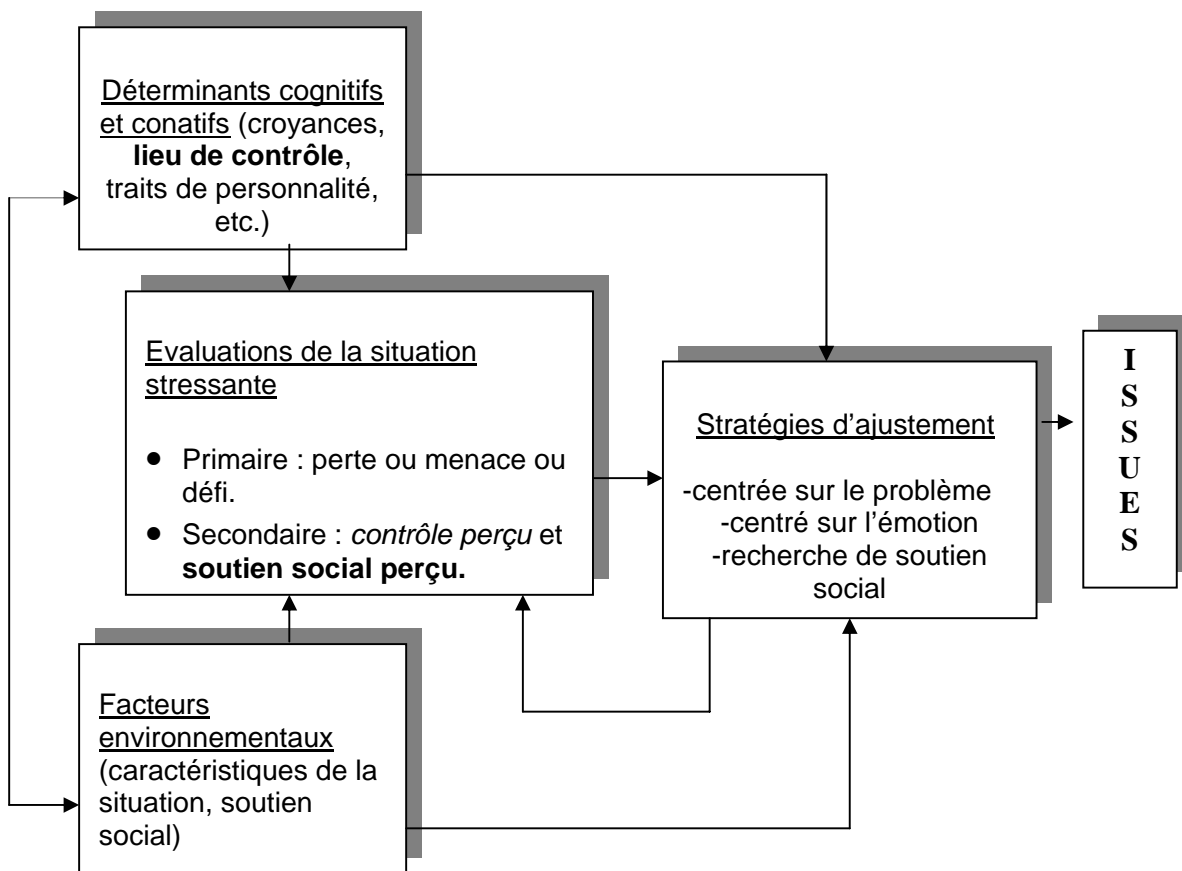 Déterminants cognitifs
et conatifs (croyances,
lieu de contrôle,
traits de personnalité,
etc.)
Evaluations de la situation
stressante
• Primaire : perte ou menace ou
défi.
• Secondaire : contrôle perçu et
soutien social perçu.
Facteurs
environnementaux
(caractéristiques de la
situation, soutien
social)
Stratégies d’ajustement
-centrée sur le problème
-centré sur l’émotion
-recherche de soutien
social
I
S
S
U
E
S